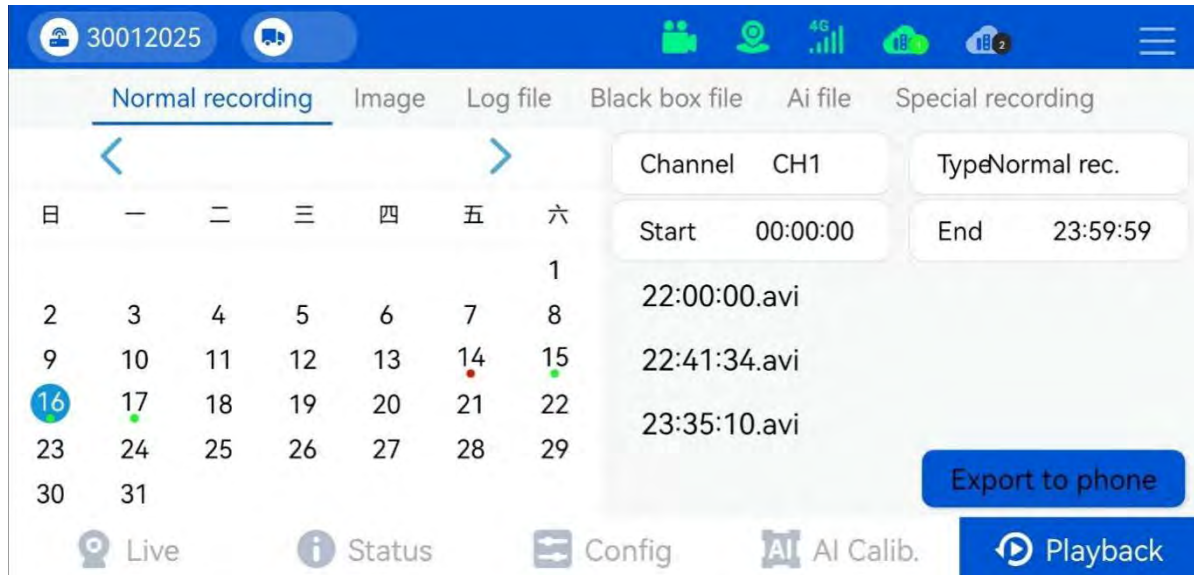 30012025
4G
1
2
Normal recording Image Log file Black box file Ai file Special recording
Channel CH1
TypeNormal rec.
日 一 二 三 四 五 六
Start 00:00:00
End 23:59:59
1
2 3 4 5 6 7 8
9 10 11 12 13 14 15
16 17 18 19 20 21 22
23 24 25 26 27 28 29
30 31
22:00:00.avi
22:41:34.avi
23:35:10.avi
Export to phone
Live Status Config AI AI Calib. Playback